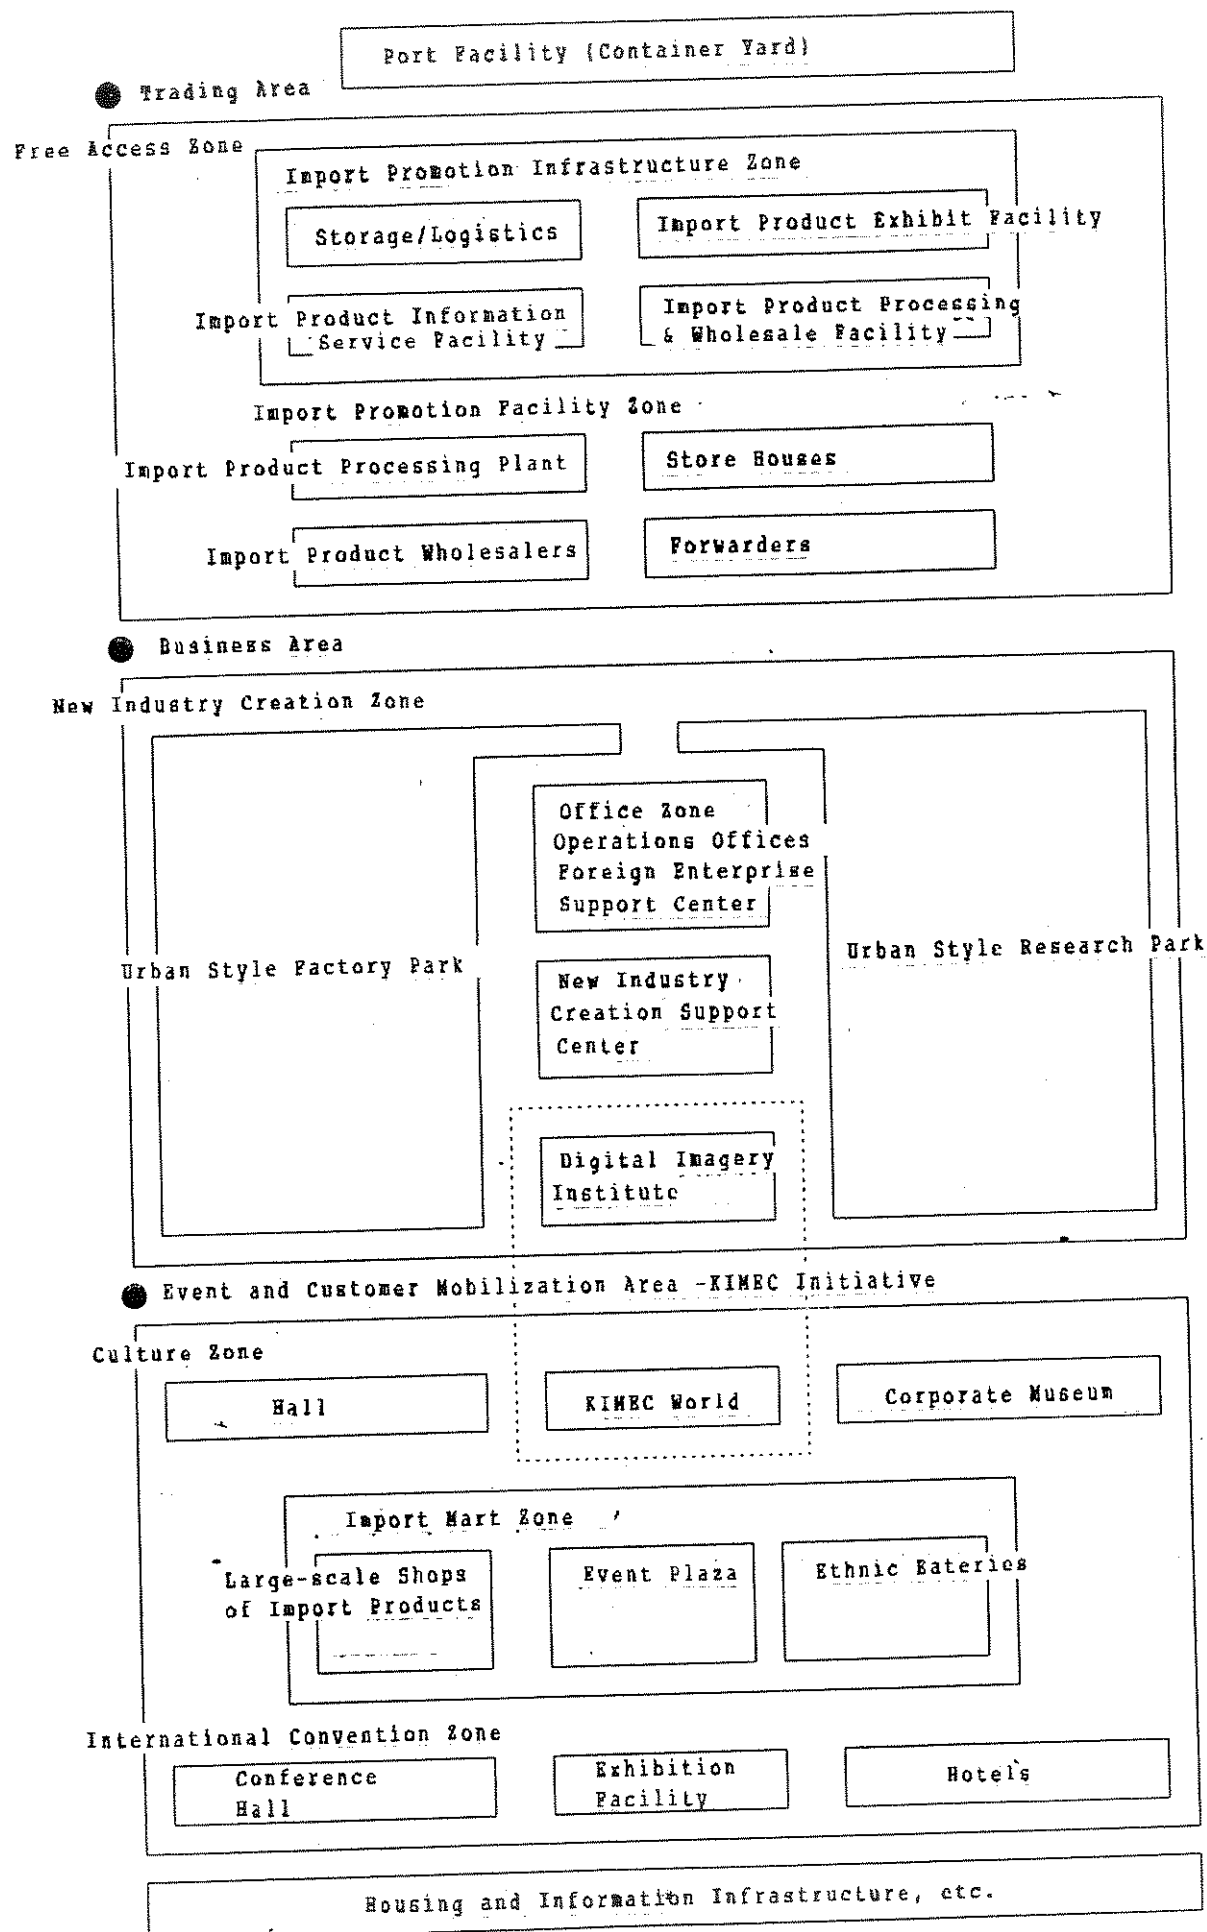 Port Facility (Container Yard)
Trading Area
Free Access Zone
Import Promotion Infrastructure Zone
Storage/Logistics
Import Product Exhibit Facility
Import Product Information
Service Facility
Import Product Processing
& Wholesale Facility
Import Promotion Facility Zone
Import Product Processing Plant
Store Houses
Import Product Wholesalers
Forwarders
Business Area
New Industry Creation Zone
Office Zone
Operations Offices
Foreign Enterprise
Support Center
Urban Style Factory Park
Urban Style Research Park
New Industry
Creation Support
Center
Digital Imagery
Institute
Event and Customer Mobilization Area -KIMEC Initiative
Culture Zone
Hall
KIMEC World
Corporate Museum
Import Mart Zone
Large-scale Shops
of Import Products
Event Plaza
Ethnic Eateries
International Convention Zone
Conference
Hall
Exhibition
Facility
Hotels
Housing and Information Infrastructure, etc.